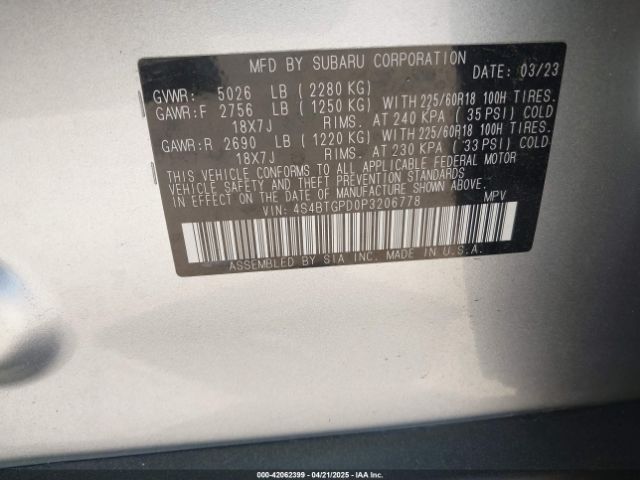 MFD BY SUBARU CORPORATION
DATE: 03/23
GVWR: 5026 LB (2280 KG)
GAWR:F 2756 LB (1250 KG) WITH 225/60R18 100H TIRES.
18X7J RIMS. AT 240 KPA (35 PSI) COLD
GAWR:R 2690 LB (1220 KG) WITH 225/60R18 100H TIRES.
18X7J RIMS. AT 230 KPA (33 PSI) COLD
THIS VEHICLE CONFORMS TO ALL APPLICABLE FEDERAL MOTOR
VEHICLE SAFETY AND BUMPER AND THEFT PREVENTION STANDARDS
IN EFFECT ON THE DATE OF MANUFACTURE SHOWN ABOVE.
VIN: 4S4BTGPD0P3206778 MPV
ASSEMBLED BY SIA INC. MADE IN U.S.A.
000-42062399 - 04/21/2025 - IAAI.COM